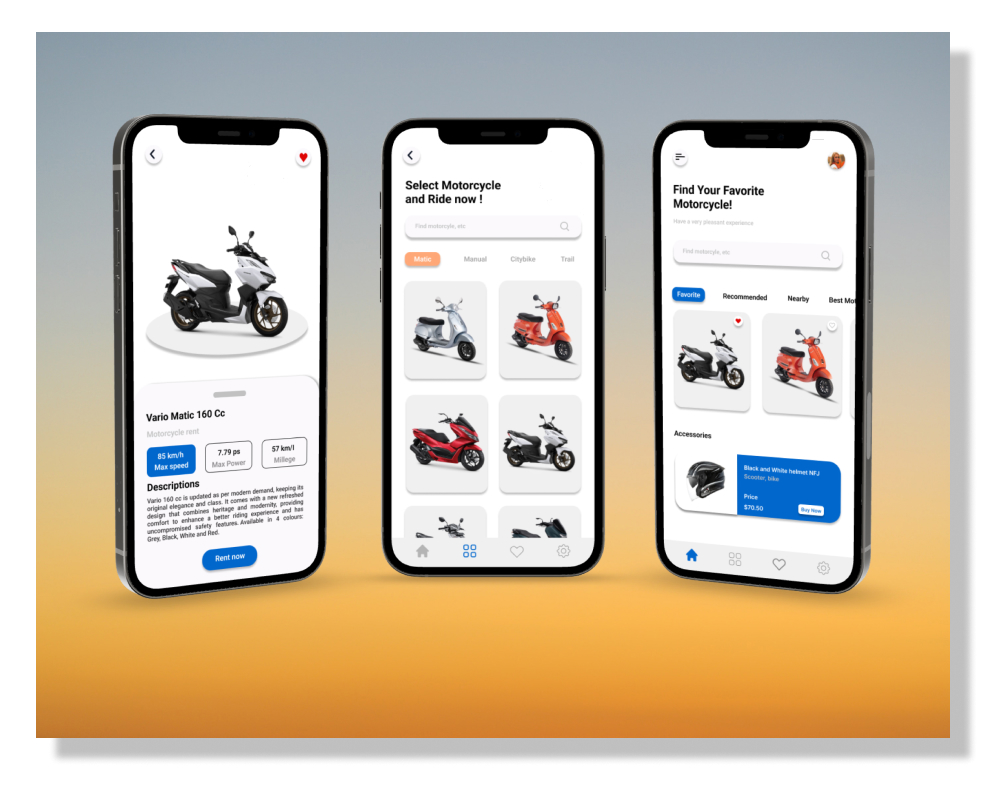 Vario Matic 160 Cc
Motorcycle rent
85 km/h
Max speed
7.79 ps
Max Power
57 km/l
Millege
Descriptions
Vario 160 cc is updated as per modern demand, keeping its
original elegance and class. It comes with a new refreshed
design that combines heritage and modernity, providing
comfort to enhance a better riding experience and has
uncompromised safety features. Available in 4 colours:
Grey, Black, White and Red.
Rent now
Select Motorcycle
and Ride now !
Find motorcyle, etc
Matic
Manual
Citybike
Trail
Find Your Favorite
Motorcycle!
Have a very pleasent experience
Find motorcyle, etc
Favorite
Recommended
Nearby
Best Mot
Accessories
Black and White helmet NFJ
Scooter, bike
Price
$70.50
Buy Now